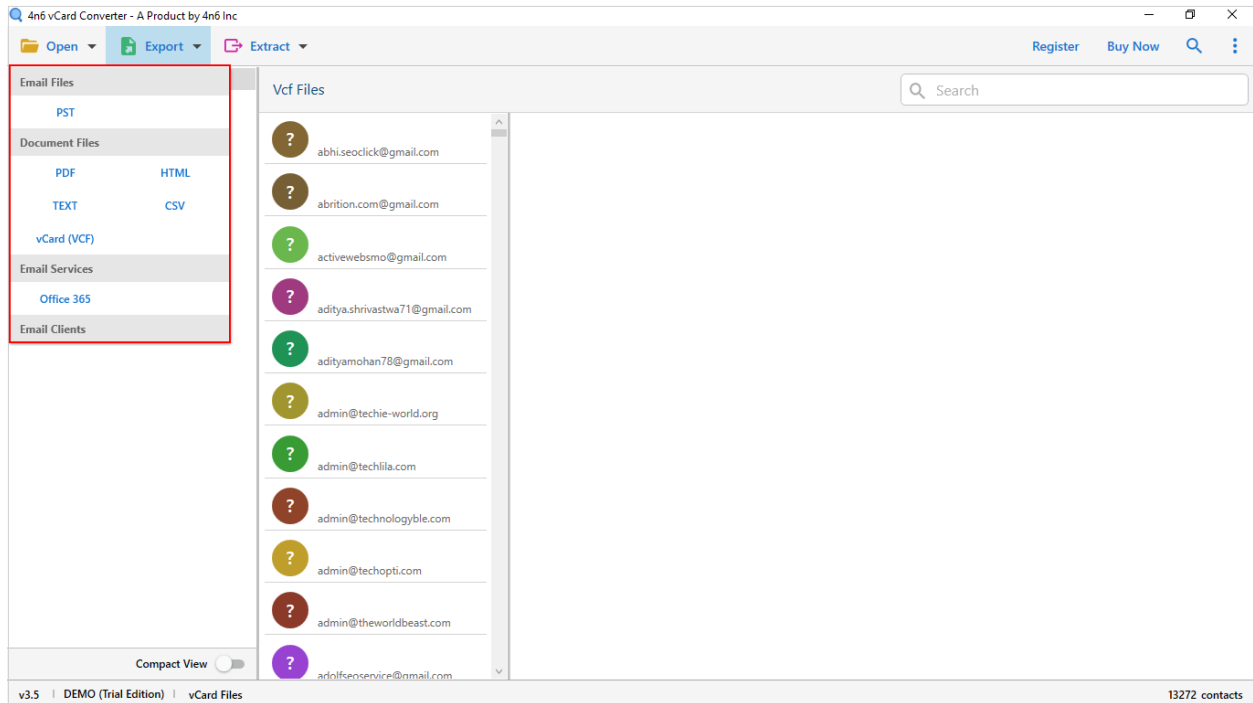 4n6 vCard Converter - A Product by 4n6 Inc
Open Export Extract Register Buy Now
Email Files
PST
Document Files
PDF HTML
TEXT CSV
vCard (VCF)
Email Services
Office 365
Email Clients
Vcf Files
Search
? abhi.seoclick@gmail.com
? abrition.com@gmail.com
? activewebsmo@gmail.com
? aditya.shrivastwa71@gmail.com
? adityamohan78@gmail.com
? admin@techie-world.org
? admin@techlila.com
? admin@technologyble.com
? admin@techopti.com
? admin@theworldbeast.com
? adolfseoservice@gmail.com
Compact View
v3.5 | DEMO (Trial Edition) | vCard Files 13272 contacts